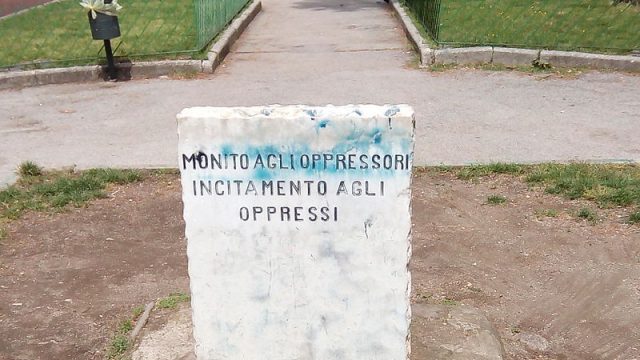 MONITO AGLI OPPRESSORI
INCITAMENTO AGLI
OPPRESSI